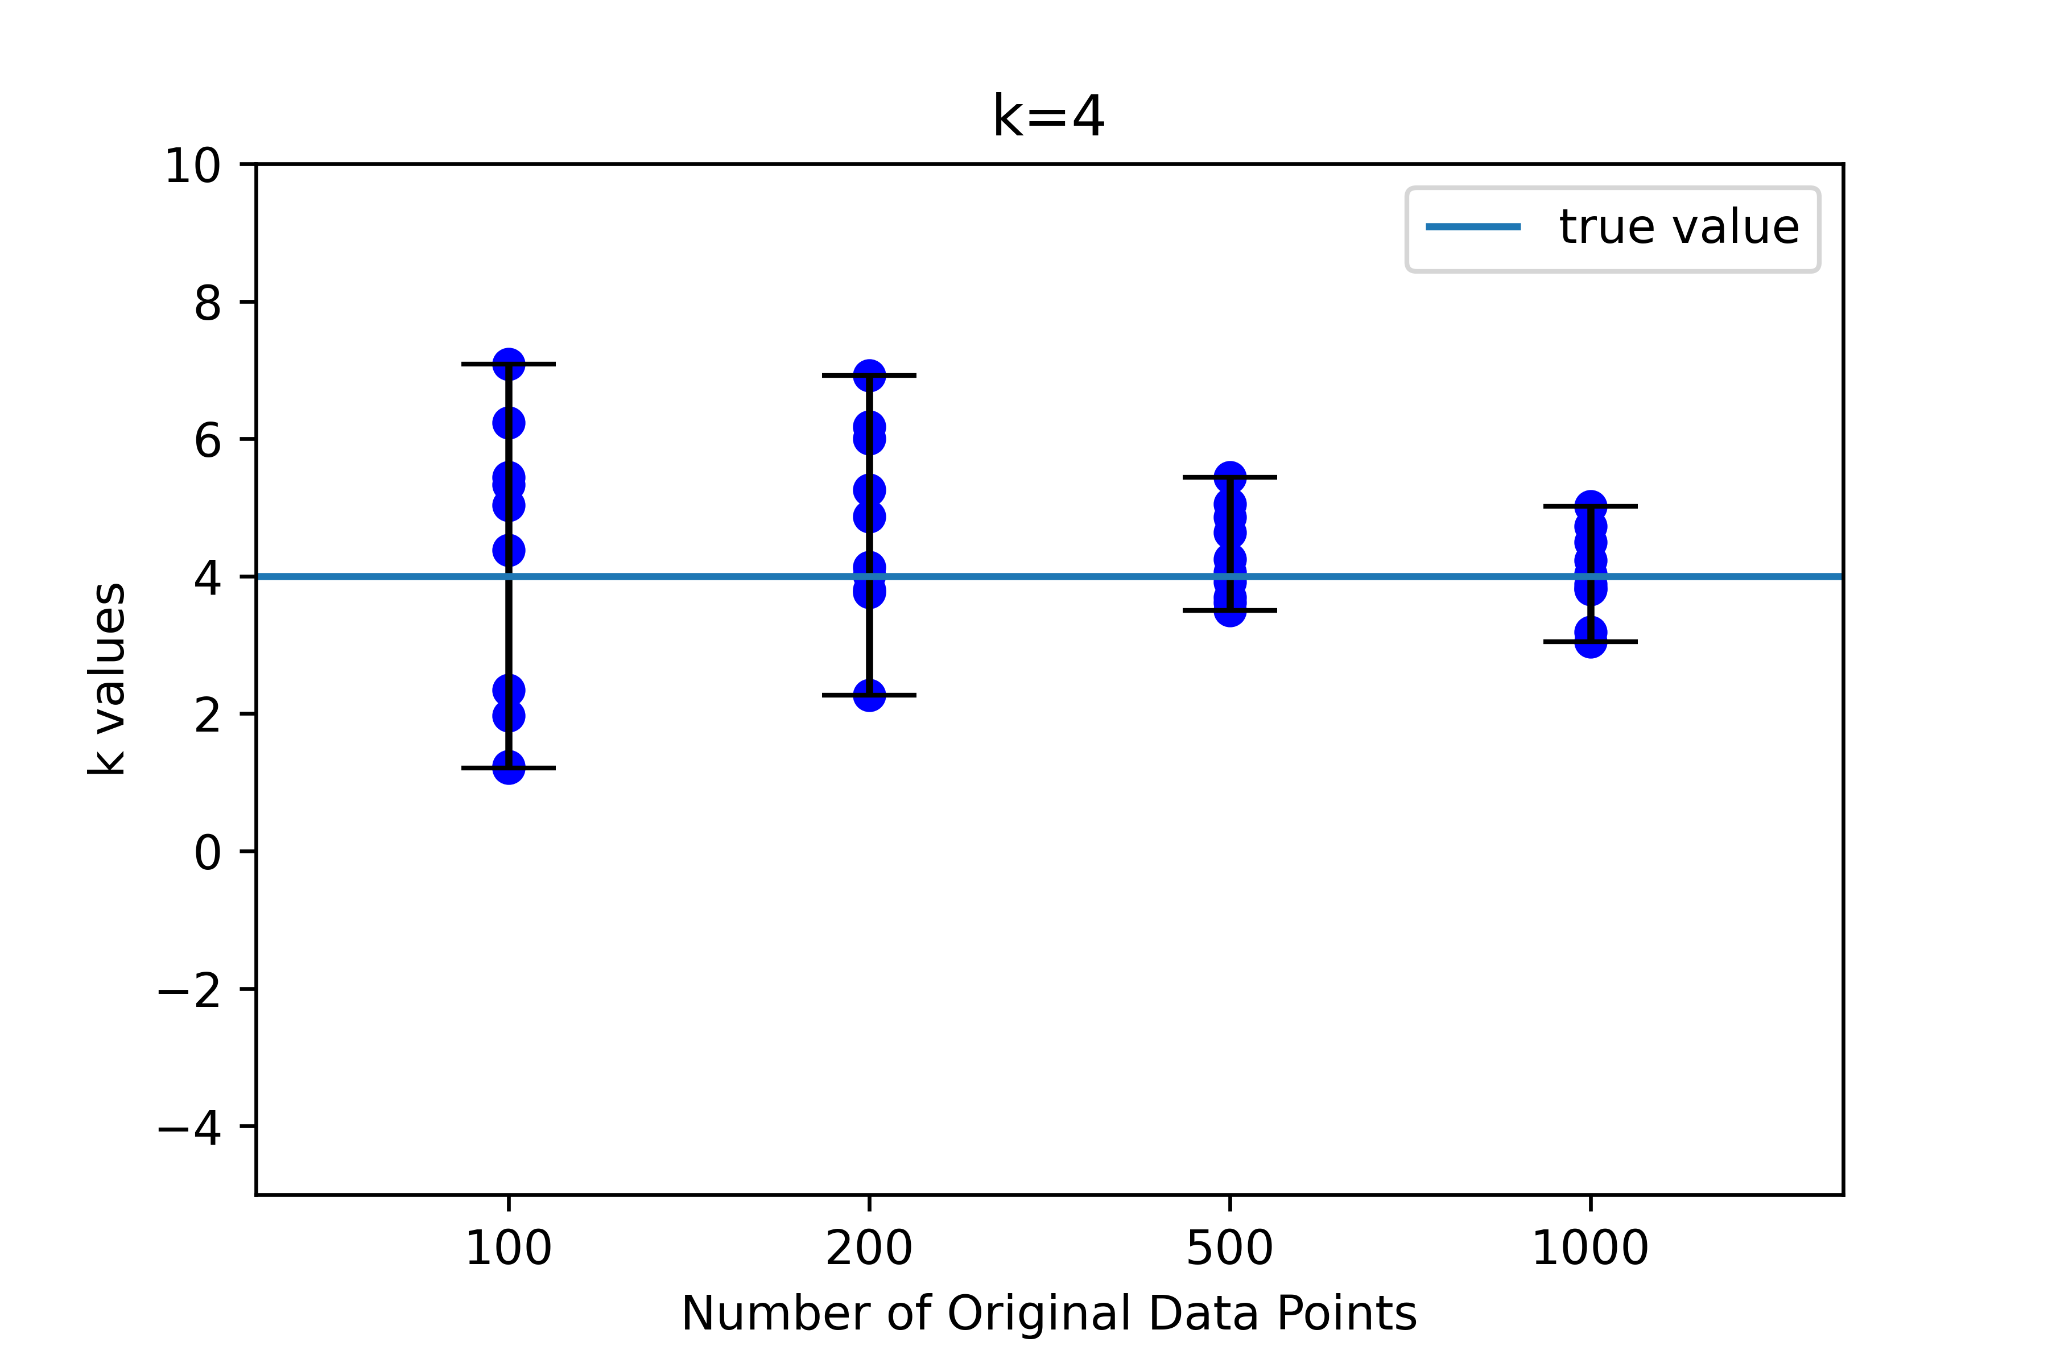 k=4
true value
10
8
6
4
2
0
−2
−4
k values
100 200 500 1000
Number of Original Data Points